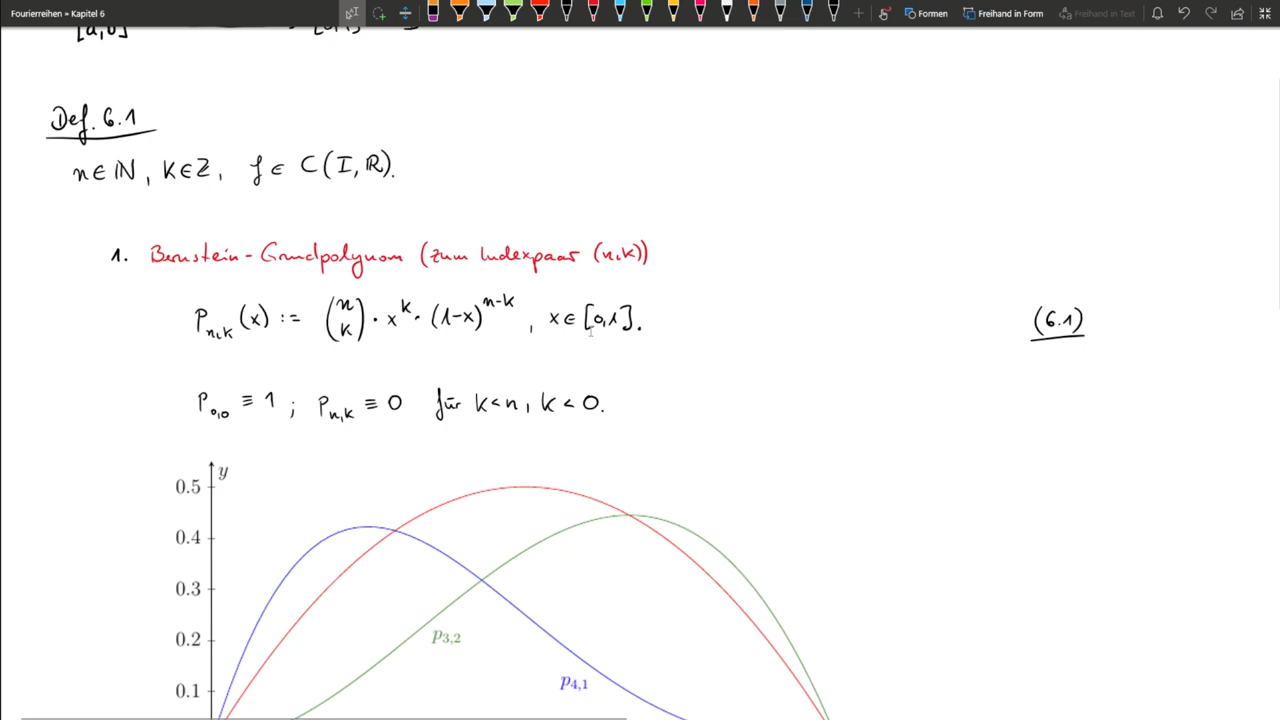 Fourierreihen » Kapitel 6
Formen
Freihand in Form
Freihand in Text
[a,b]
Def. 6.1
n∈ℕ, k∈ℤ, f∈ C(I,ℝ).
1. Bernstein-Grundpolynom (zum Indexpaar (n,k))
P_{n,k}(x) := \binom{n}{k} · x^k · (1-x)^{n-k}, x∈[0,1]. (6.1)
P_{0,0} ≡ 1; P_{n,k} ≡ 0 für k<n, k<0.
y
0.5
0.4
0.3
0.2
p_{3,2}
p_{4,1}
0.1